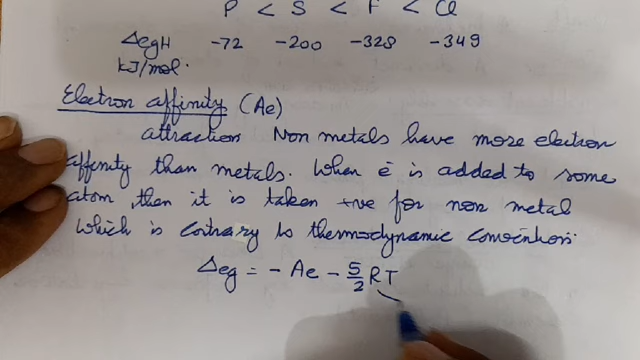 P < S < F < Cl
ΔegH -72 -200 -328 -349
kJ/mol.
Electron affinity (Ae)
attraction Non metals have more electron
affinity than metals. When e̅ is added to some
atom, then it is taken +ve for non metal
which is contrary to thermodynamic convention.
Δeg = - Ae - 5/2 RT